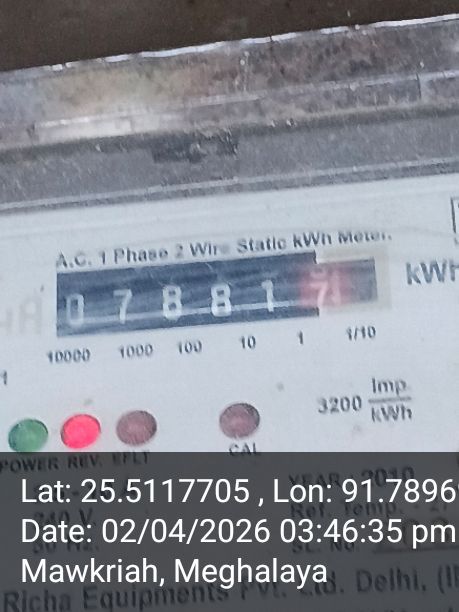 A.C. 1 Phase 2 Wire Static kWh Meter.
0 7 8 8 1 7
kWh
10000 1000 100 10 1 1/10
3200 Imp
kWh
POWER REV. EFLT CAL
Lat: 25.5117705 , Lon: 91.7896
Date: 02/04/2026 03:46:35 pm
Mawkriah, Meghalaya
Richa Equipments Pvt. Ltd. Delhi,